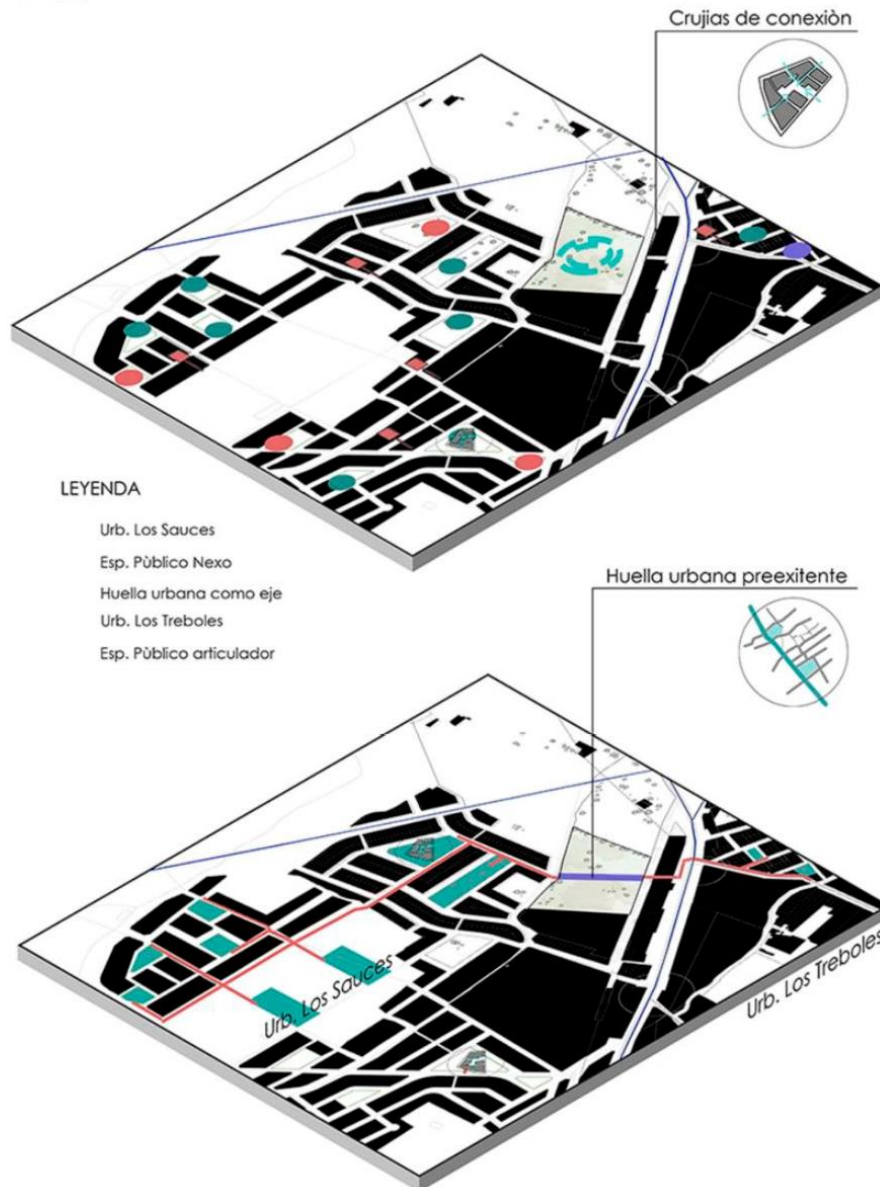 Crujias de conexiòn
LEYENDA
Urb. Los Sauces
Esp. Pùblico Nexo
Huella urbana como eje
Urb. Los Treboles
Esp. Pùblico articulador
Huella urbana preexitente
Urb. Los Sauces
Urb. Los Treboles